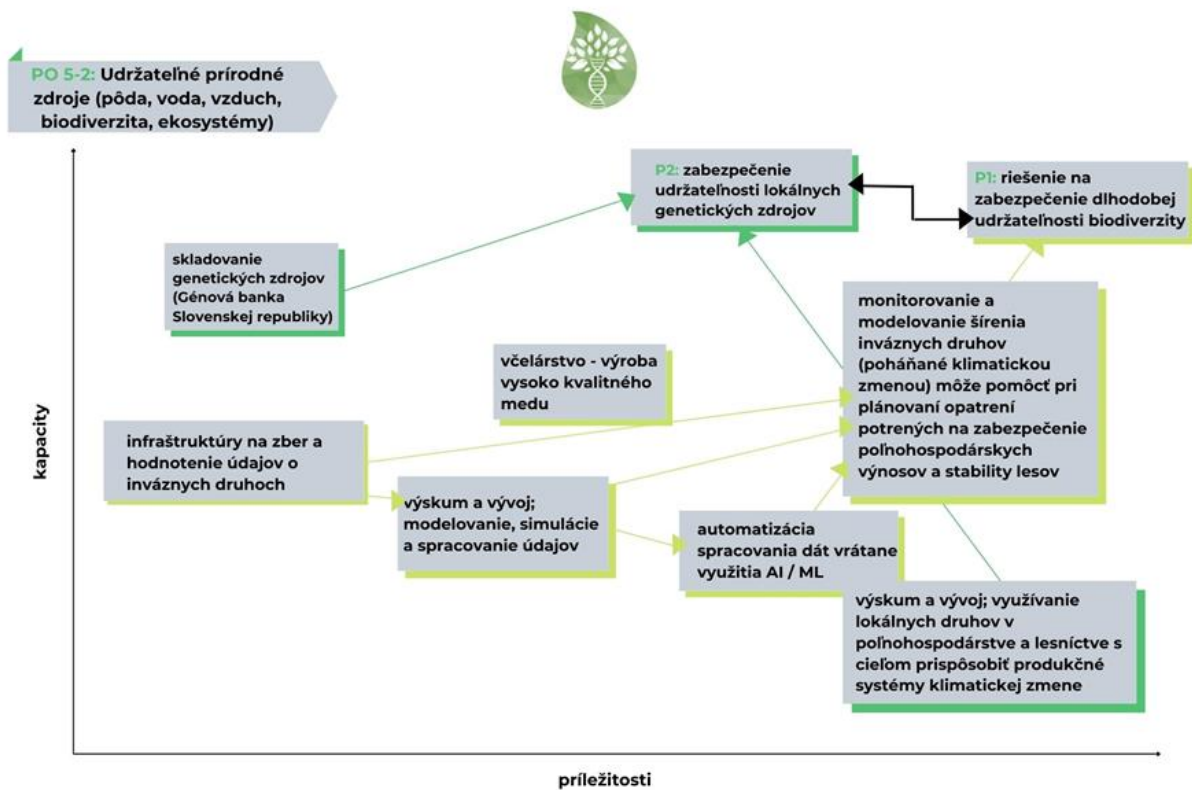 PO 5-2: Udržateľné prírodné
zdroje (pôda, voda, vzduch,
biodiverzita, ekosystémy)
P2: zabezpečenie
udržateľnosti lokálnych
genetických zdrojov
P1: riešenie na
zabezpečenie dlhodobej
udržateľnosti biodiverzity
skladovanie
genetických zdrojov
(Génová banka
Slovenskej republiky)
monitorovanie a
modelovanie šírenia
inváznych druhov
(poháňané klimatickou
zmenou) môže pomôcť pri
plánovaní opatrení
potrených na zabezpečenie
poľnohospodárskych
výnosov a stability lesov
včelárstvo - výroba
vysoko kvalitného
medu
infraštruktúry na zber a
hodnotenie údajov o
inváznych druhoch
výskum a vývoj;
modelovanie, simulácie
a spracovanie údajov
automatizácia
spracovania dát vrátane
využitia AI / ML
výskum a vývoj; využívanie
lokálnych druhov v
poľnohospodárstve a lesníctve s
cieľom prispôsobiť produkčné
systémy klimatickej zmene
kapacity
príležitosti